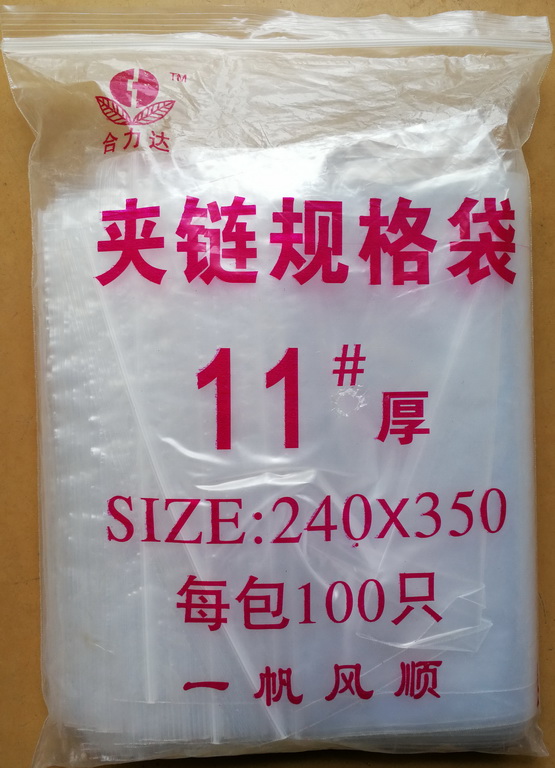 TM
合力达
夹链规格袋
11#厚
SIZE:240X350
每包100只
一帆风顺